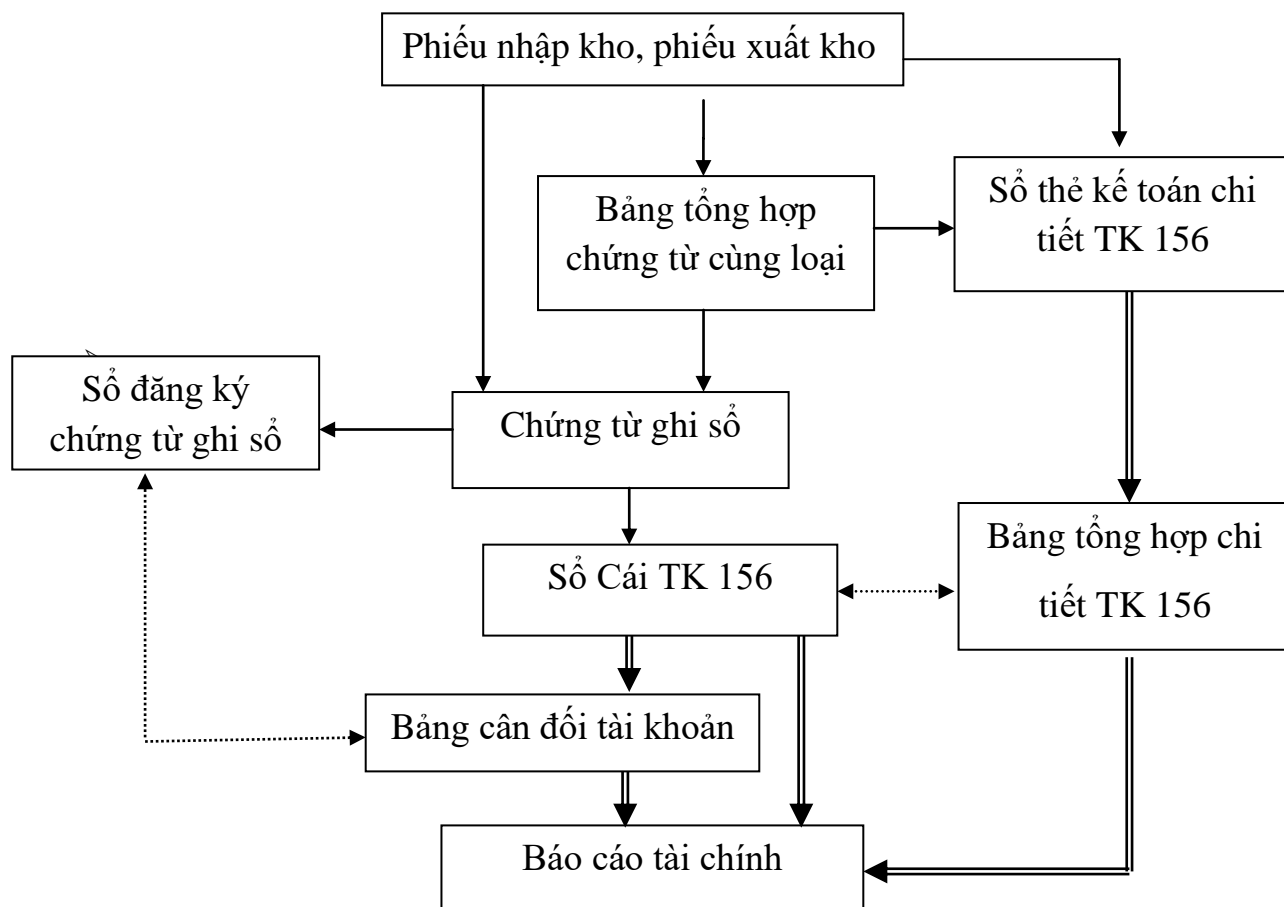 Phiếu nhập kho, phiếu xuất kho
Bảng tổng hợp
chứng từ cùng loại
Sổ thẻ kế toán chi
tiết TK 156
Sổ đăng ký
chứng từ ghi sổ
Chứng từ ghi sổ
Sổ Cái TK 156
Bảng tổng hợp chi
tiết TK 156
Bảng cân đối tài khoản
Báo cáo tài chính